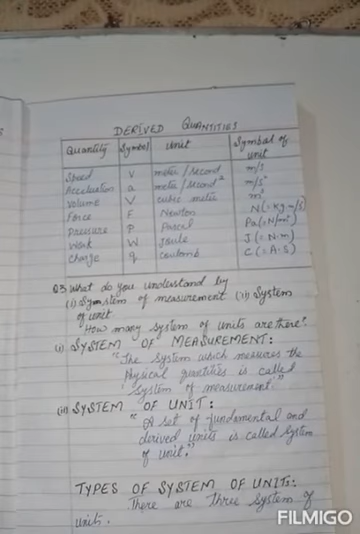 DERIVED QUANTITIES
Quantity Symbol Unit Symbol of unit
Speed v meter/second m/s
Acceleration a meter/second² m/s²
Volume V cubic meter m³
Force F Newton N(=Kg.m/s²)
Pressure P Pascal Pa(=N/m²)
Work W Joule J(=N.m)
Charge q coulomb C(=A.s)
Q3 What do you understand by
(i) System of measurement (ii) System
of unit
How many system of units are there?
(i) SYSTEM OF MEASUREMENT:
"The system which mesures the
physical quantities is called
system of measurement."
(ii) SYSTEM OF UNIT:
"A set of fundamental and
derived units is called system
of unit."
TYPES OF SYSTEM OF UNITS:
There are three system of
units.
FILMIGO